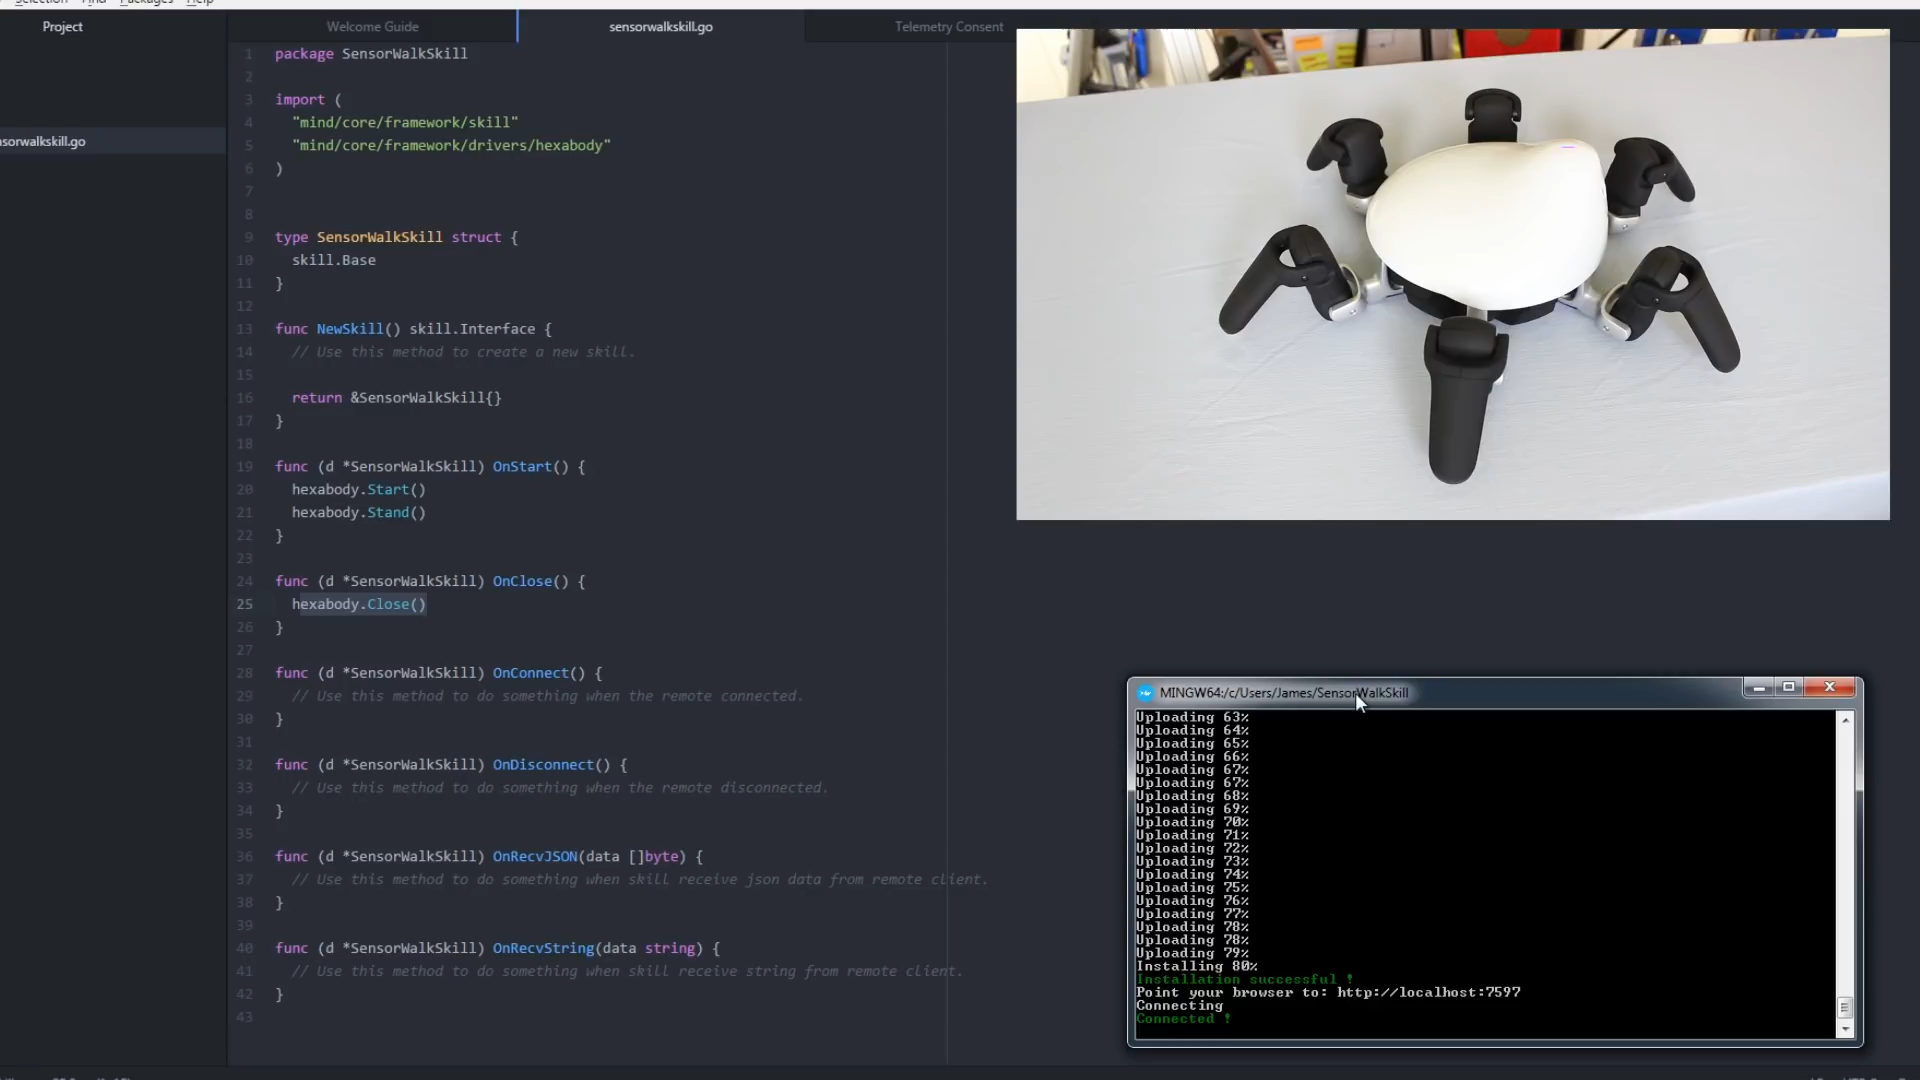 Selection Find Packages Help
Project
Welcome Guide
sensorwalkskill.go
Telemetry Consent
nsorwalkskill.go
1 package SensorWalkSkill
2
3 import (
4 "mind/core/framework/skill"
5 "mind/core/framework/drivers/hexabody"
6 )
7
8
9 type SensorWalkSkill struct {
10 skill.Base
11 }
12
13 func NewSkill() skill.Interface {
14 // Use this method to create a new skill.
15
16 return &SensorWalkSkill{}
17 }
18
19 func (d *SensorWalkSkill) OnStart() {
20 hexabody.Start()
21 hexabody.Stand()
22 }
23
24 func (d *SensorWalkSkill) OnClose() {
25 hexabody.Close()
26 }
27
28 func (d *SensorWalkSkill) OnConnect() {
29 // Use this method to do something when the remote connected.
30 }
31
32 func (d *SensorWalkSkill) OnDisconnect() {
33 // Use this method to do something when the remote disconnected.
34 }
35
36 func (d *SensorWalkSkill) OnRecvJSON(data []byte) {
37 // Use this method to do something when skill receive json data from remote client.
38 }
39
40 func (d *SensorWalkSkill) OnRecvString(data string) {
41 // Use this method to do something when skill receive string from remote client.
42 }
43
MINGW64:/c/Users/James/SensorWalkSkill
Uploading 63%
Uploading 64%
Uploading 65%
Uploading 66%
Uploading 67%
Uploading 67%
Uploading 68%
Uploading 69%
Uploading 70%
Uploading 71%
Uploading 72%
Uploading 73%
Uploading 74%
Uploading 75%
Uploading 76%
Uploading 77%
Uploading 78%
Uploading 78%
Uploading 79%
Installing 80%
Installation successful !
Point your browser to: http://localhost:7597
Connecting
Connected !